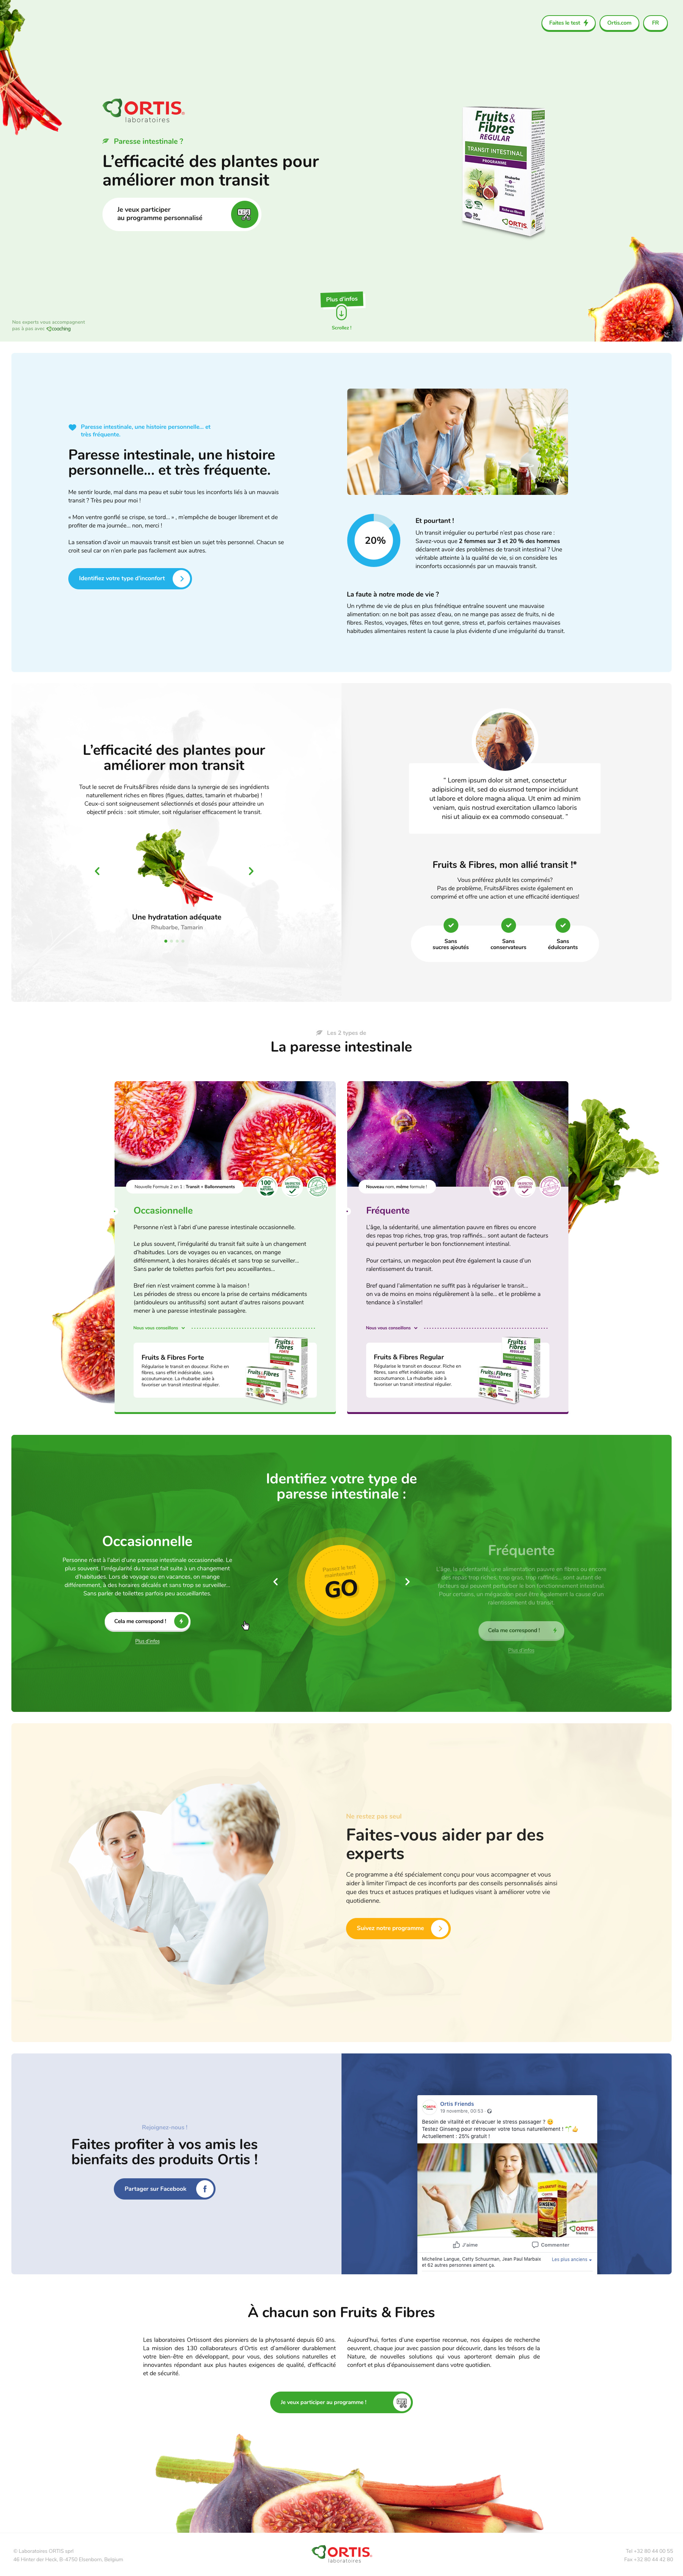 Faites le test
Ortis.com
FR
ORTIS
laboratoires
Paresse intestinale ?
L'efficacité des plantes pour
améliorer mon transit
Je veux participer
au programme personnalisé
Fruits &
Fibres
REGULAR
TRANSIT INTESTINAL
PROGRAMME
Rhubarbe
ORTIS
Plus d'infos
Scrollez !
Nos experts vous accompagnent
pas à pas avec coaching
Paresse intestinale, une histoire personnelle... et
très fréquente.
Paresse intestinale, une histoire
personnelle... et très fréquente.
Me sentir lourde, mal dans ma peau et subir tous les inconforts liés à un mauvais
transit ? Très peu pour moi !
« Mon ventre gonflé se crispe, se tord... » , m'empêche de bouger librement et de
profiter de ma journée... non, merci !
La sensation d'avoir un mauvais transit est bien un sujet très personnel. Chacun se
croit seul car on n'en parle pas facilement aux autres.
Identifiez votre type d'inconfort
20%
Et pourtant !
Un transit irrégulier ou perturbé n'est pas chose rare :
Savez-vous que 2 femmes sur 3 et 20 % des hommes
déclarent avoir des problèmes de transit intestinal ? Une
véritable atteinte à la qualité de vie, si on considère les
inconforts occasionnés par un mauvais transit.
La faute à notre mode de vie ?
Un rythme de vie de plus en plus frénétique entraîne souvent une mauvaise
alimentation: on ne boit pas assez d'eau, on ne mange pas assez de fruits, ni de
fibres. Restos, voyages, fêtes en tout genre, stress et, parfois certaines mauvaises
habitudes alimentaires restent la cause la plus évidente d'une irrégularité du transit.
L'efficacité des plantes pour
améliorer mon transit
Tout le secret de Fruits&Fibres réside dans la synergie de ses ingrédients
naturellement riches en fibres (figues, dattes, tamarin et rhubarbe) !
Ceux-ci sont soigneusement sélectionnés et dosés pour atteindre un
objectif précis : soit stimuler, soit régulariser efficacement le transit.
Une hydratation adéquate
Rhubarbe, Tamarin
" Lorem ipsum dolor sit amet, consectetur
adipiscing elit, sed do eiusmod tempor incididunt
ut labore et dolore magna aliqua. Ut enim ad minim
veniam, quis nostrud exercitation ullamco laboris
nisi ut aliquip ex ea commodo consequat. "
Fruits & Fibres, mon allié transit !*
Vous préférez plutôt les comprimés?
Pas de problème, Fruits&Fibres existe également en
comprimé et offre une action et une efficacité identiques!
Sans
sucres ajoutés
Sans
conservateurs
Sans
édulcorants
Les 2 types de
La paresse intestinale
Nouvelle Formule 2 en 1 : Transit + Ballonnements
100%
Occasionnelle
Personne n'est à l'abri d'une paresse intestinale occasionnelle.
Le plus souvent, l'irrégularité du transit fait suite à un changement
d'habitudes. Lors de voyages ou en vacances, on mange
différemment, à des horaires décalés et sans trop se surveiller...
Sans parler de toilettes parfois fort peu accueillantes...
Bref rien n'est vraiment comme à la maison !
Les périodes de stress ou encore la prise de certains médicaments
(antidouleurs ou antitussifs) sont autant d'autres raisons pouvant
mener à une paresse intestinale passagère.
Nous vous conseillons
Fruits & Fibres Forte
Régularise le transit en douceur. Riche en
fibres, sans effet indésirable, sans
accoutumance. La rhubarbe aide à
favoriser un transit intestinal régulier.
Nouveau nom, même formule !
100%
Fréquente
L'âge, la sédentarité, une alimentation pauvre en fibres ou encore
des repas trop riches, trop gras, trop raffinés... sont autant de facteurs
qui peuvent perturber le bon fonctionnement intestinal.
Pour certains, un megacolon peut être également la cause d'un
ralentissement du transit.
Bref quand l'alimentation ne suffit pas à régulariser le transit...
on va de moins en moins régulièrement à la selle... et le problème a
tendance à s'installer!
Nous vous conseillons
Fruits & Fibres Regular
Régularise le transit en douceur. Riche en
fibres, sans effet indésirable, sans
accoutumance. La rhubarbe aide à
favoriser un transit intestinal régulier.
Identifiez votre type de
paresse intestinale :
Occasionnelle
Personne n'est à l'abri d'une paresse intestinale occasionnelle. Le
plus souvent, l'irrégularité du transit fait suite à un changement
d'habitudes. Lors de voyage ou en vacances, on mange
différemment, à des horaires décalés et sans trop se surveiller...
Sans parler de toilettes parfois peu accueillantes.
Cela me correspond !
Plus d'infos
Passez le test
maintenant !
GO
Fréquente
L'âge, la sédentarité, une alimentation pauvre en fibres ou encore
des repas trop riches, trop gras, trop raffinés... sont autant de
facteurs qui peuvent perturber le bon fonctionnement intestinal.
Pour certains, un mégacolon peut être également la cause d'un
ralentissement du transit
Cela me correspond !
Plus d'infos
Ne restez pas seul
Faites-vous aider par des
experts
Ce programme a été spécialement conçu pour vous accompagner et vous
aider à limiter l'impact de ces inconforts par des conseils personnalisés ainsi
que des trucs et astuces pratiques et ludiques visant à améliorer votre vie
quotidienne.
Suivez notre programme
Rejoignez-nous !
Faites profiter à vos amis les
bienfaits des produits Ortis !
Partager sur Facebook
Ortis Friends
19 novembre, 00:53
Besoin de vitalité et d'évacuer le stress passager ?
Testez Ginseng pour retrouver votre tonus naturellement !
Actuellement : 25% gratuit !
GINSENG
ORTIS
friends
J'aime
Commenter
Micheline Langue, Cetty Schuurman, Jean Paul Marbais
et 62 autres personnes aiment ça.
Les plus anciens
À chacun son Fruits & Fibres
Les laboratoires Ortissont des pionniers de la phytosanté depuis 60 ans.
La mission des 130 collaborateurs d'Ortis est d'améliorer durablement
votre bien-être en développant, pour vous, des solutions naturelles et
innovantes répondant aux plus hautes exigences de qualité, d'efficacité
et de sécurité.
Aujourd'hui, fortes d'une expertise reconnue, nos équipes de recherche
oeuvrent, chaque jour avec passion pour découvrir, dans les trésors de la
Nature, de nouvelles solutions qui vous apporteront demain plus de
confort et plus d'épanouissement dans votre quotidien.
Je veux participer au programme !
© Laboratoires ORTIS sprl
46 Hinter der Heck, B-4750 Elsenborn, Belgium
ORTIS
laboratoires
Tel +32 80 44 00 55
Fax +32 80 44 42 60